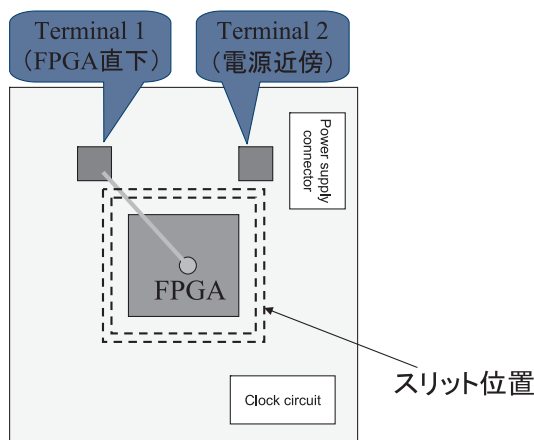 Terminal 1
（FPGA直下）
Terminal 2
（電源近傍）
Power supply
connector
FPGA
スリット位置
Clock circuit